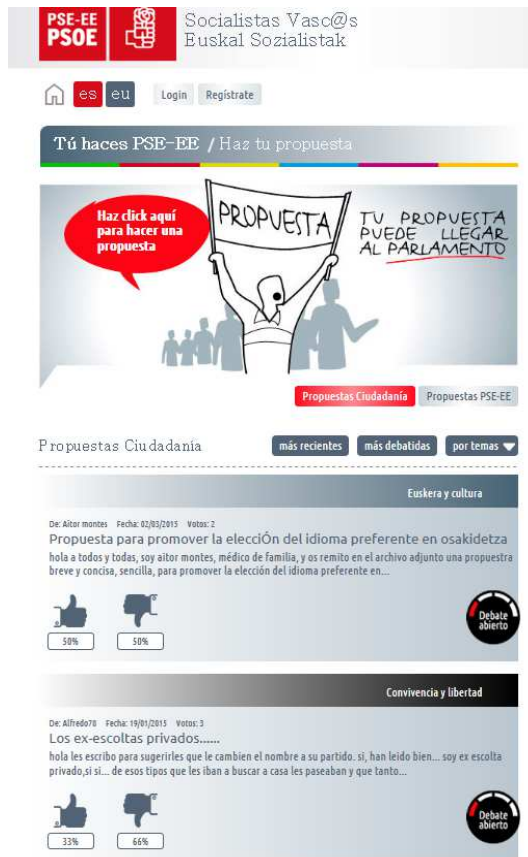 PSE-EE
PSOE
Socialistas Vasc@s
Euskal Sozialistak
es eu Login Regístrate
Tú haces PSE-EE / Haz tu propuesta
Haz click aquí
para hacer una
propuesta
PROPUESTA
TU PROPUESTA
PUEDE LLEGAR
AL PARLAMENTO
Propuestas Ciudadanía Propuestas PSE-EE
Propuestas Ciudadanía más recientes más debatidas por temas
Euskera y cultura
De: Aitor montes Fecha: 02/03/2015 Votos: 2
Propuesta para promover la elecciÓn del idioma preferente en osakidetza
hola a todos y todas, soy aitor montes, médico de familia, y os remito en el archivo adjunto una propuestra
breve y concisa, sencilla, para promover la elección del idioma preferente en...
50% 50%
Debate
abierto
Convivencia y libertad
De: Alfredo78 Fecha: 19/01/2015 Votos: 3
Los ex-escoltas privados......
hola les escribo para sugerirles que le cambien el nombre a su partido. si, han leido bien... soy ex escolta
privado,si si... de esos tipos que les iban a buscar a casa les paseaban y que tanto...
33% 66%
Debate
abierto